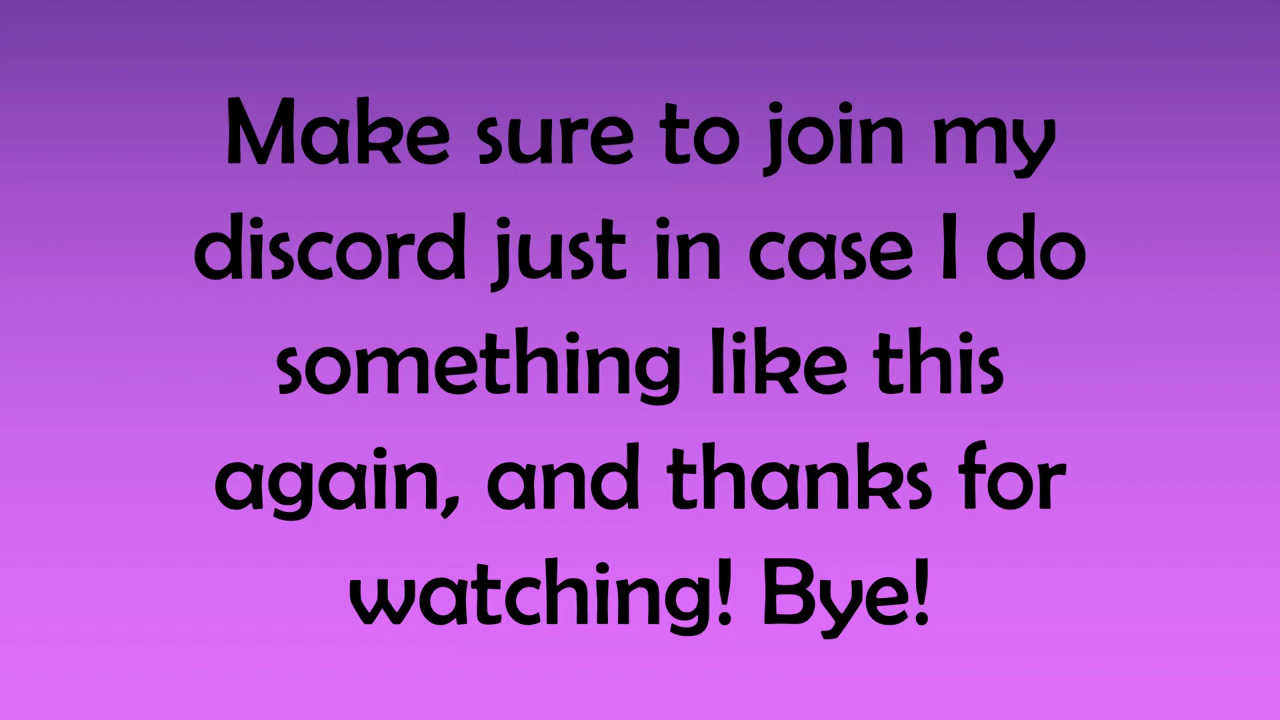 Make sure to join my
discord just in case I do
something like this
again, and thanks for
watching! Bye!